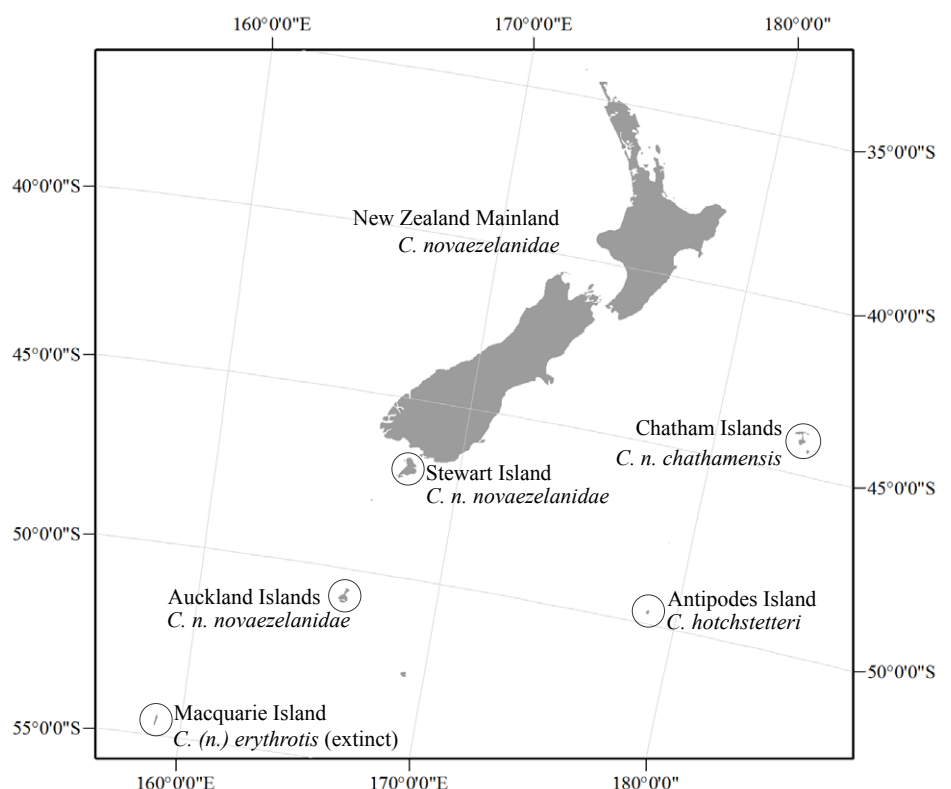 160°0'0"E
170°0'0"E
180°0'0"
35°0'0"S
40°0'0"S
New Zealand Mainland
C. novaezelanidae
40°0'0"S
45°0'0"S
Chatham Islands
C. n. chathamensis
Stewart Island
C. n. novaezelanidae
45°0'0"S
50°0'0"S
Auckland Islands
C. n. novaezelanidae
Antipodes Island
C. hotchstetteri
50°0'0"S
Macquarie Island
C. (n.) erythrotis (extinct)
55°0'0"S
160°0'0"E
170°0'0"E
180°0'0"